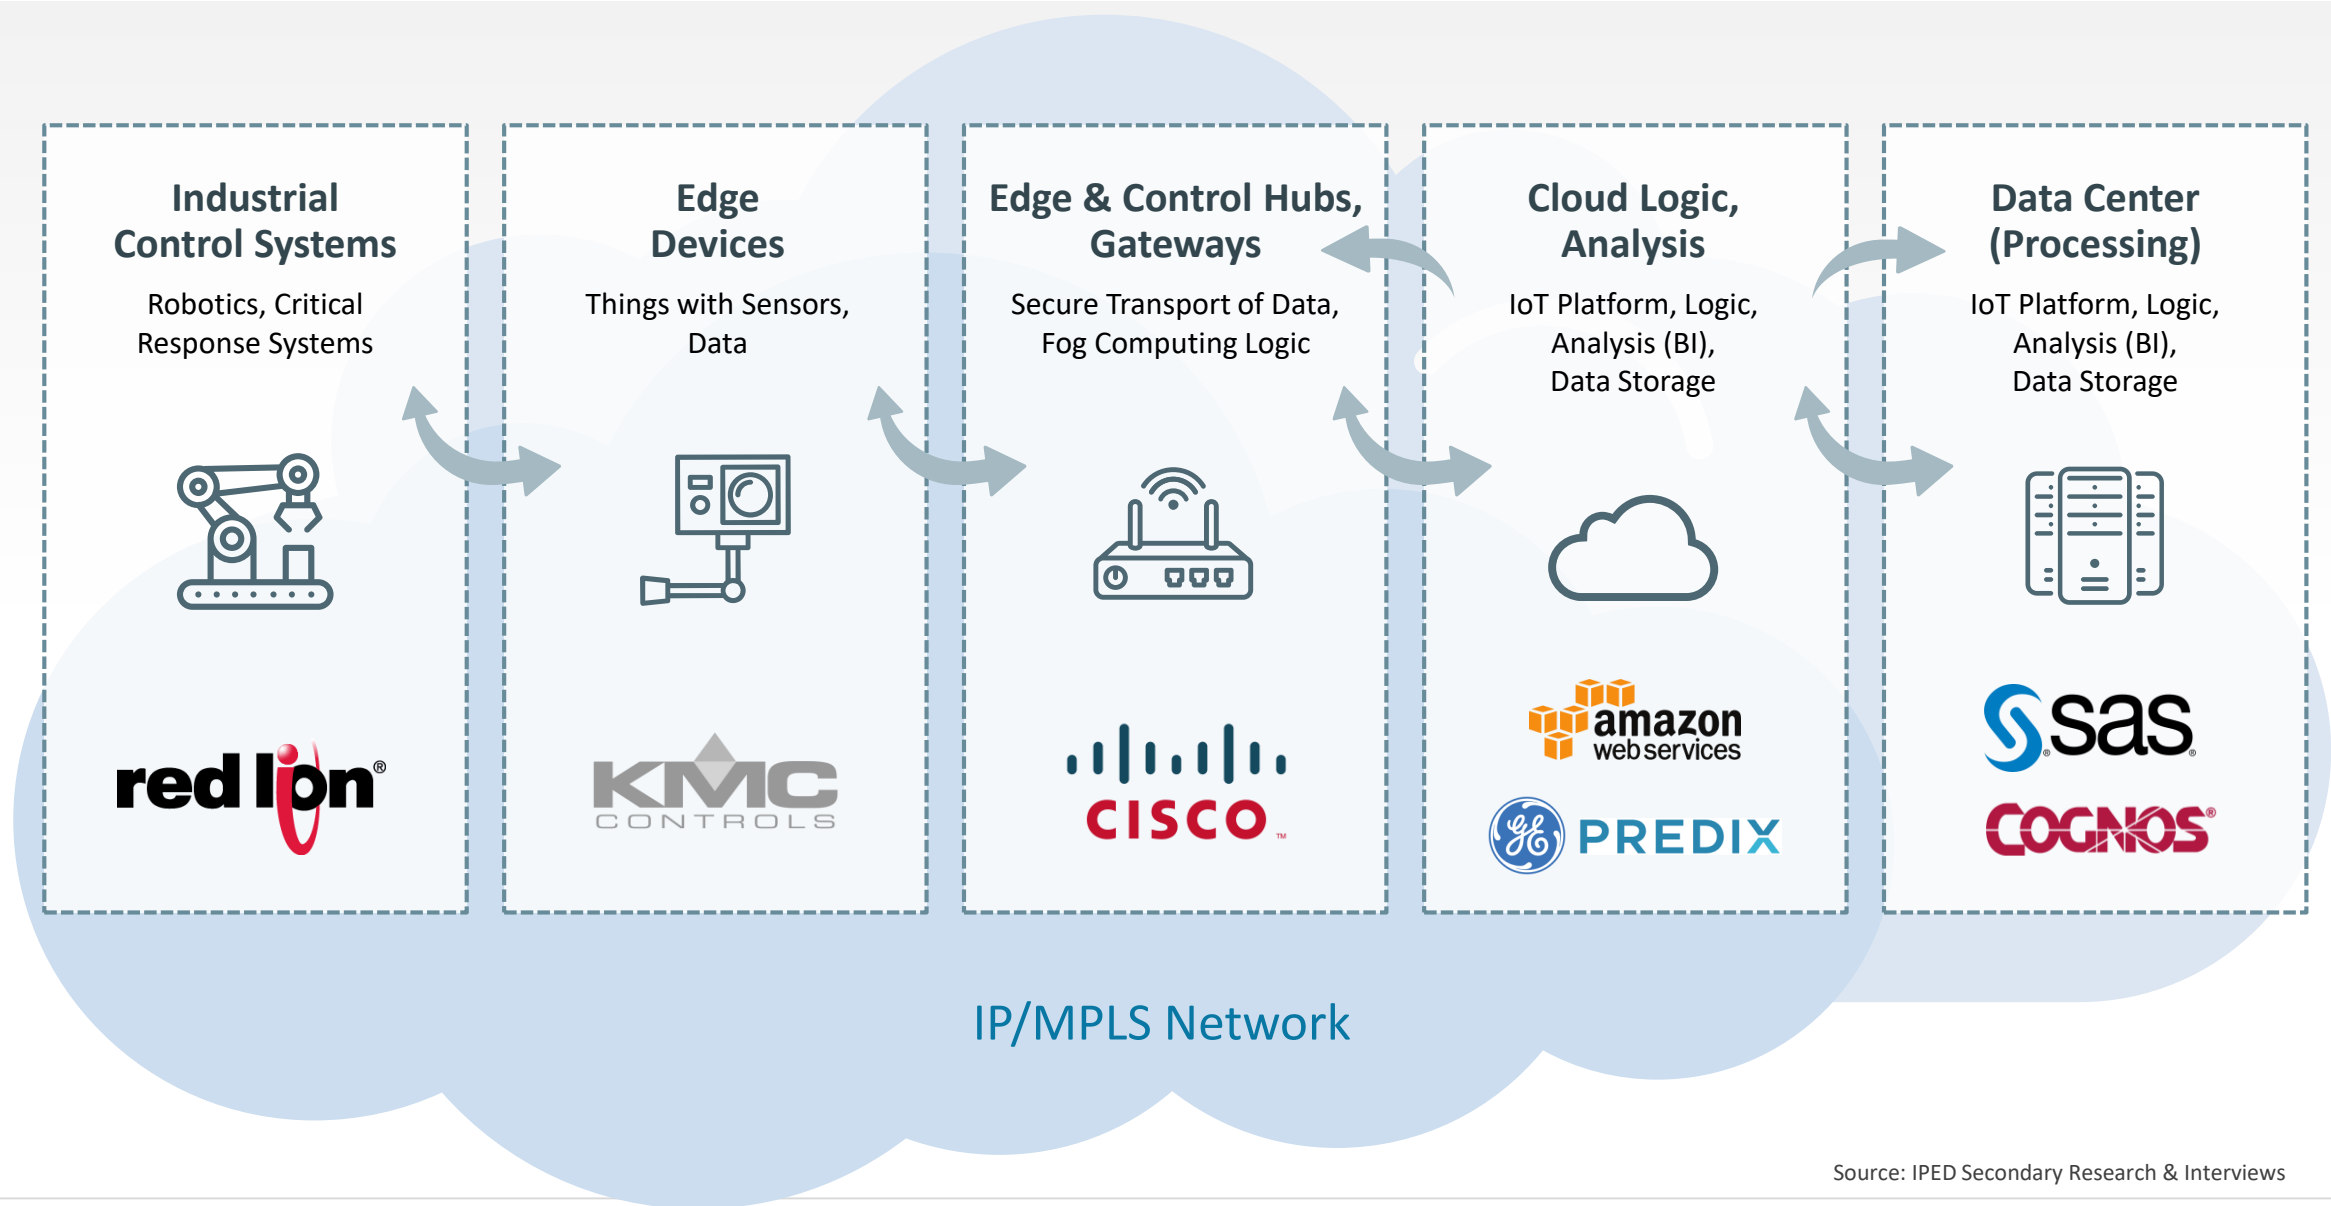 Industrial
Control Systems
Robotics, Critical
Response Systems
red lion®
Edge
Devices
Things with Sensors,
Data
KMC
CONTROLS
Edge & Control Hubs,
Gateways
Secure Transport of Data,
Fog Computing Logic
CISCO™
Cloud Logic,
Analysis
IoT Platform, Logic,
Analysis (BI),
Data Storage
amazon
web services
GE PREDIX
Data Center
(Processing)
IoT Platform, Logic,
Analysis (BI),
Data Storage
sas®
COGNOS®
IP/MPLS Network
Source: IPED Secondary Research & Interviews